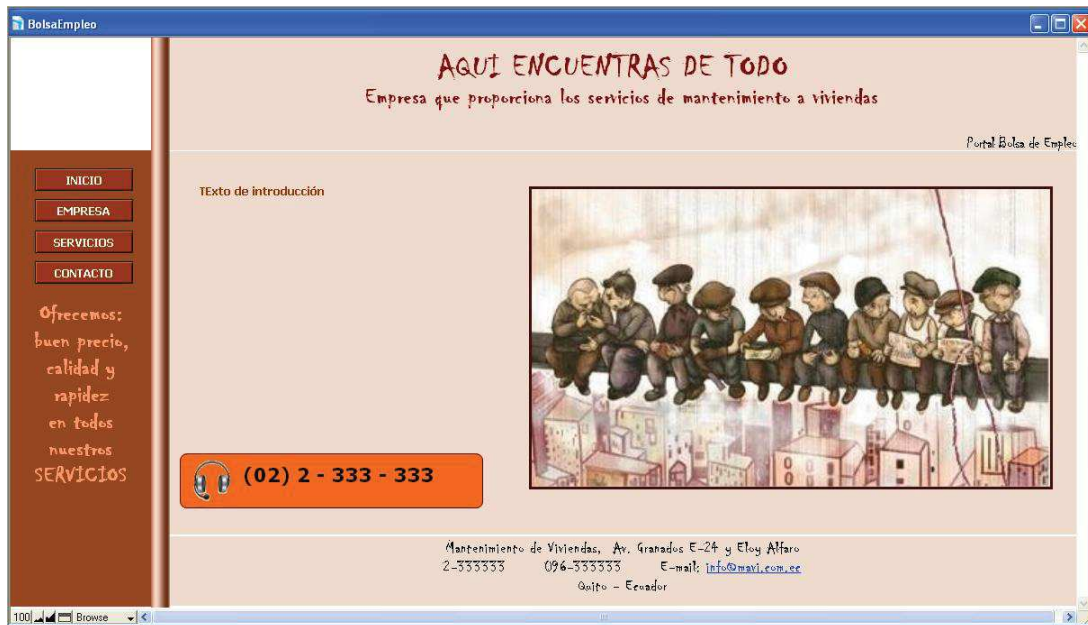 BolsaEmpleo
AQUI ENCUENTRAS DE TODO
Empresa que proporciona los servicios de mantenimiento a viviendas
Portal Bolsa de Empleo
INICIO
EMPRESA
SERVICIOS
CONTACTO
Ofrecemos:
buen precio,
calidad y
rapidez
en todos
nuestros
SERVICIOS
TExto de introducción
(02) 2 - 333 - 333
Mantenimiento de Viviendas, Av. Granados E-24 y Eloy Alfaro
2-333333 096-333333 E-mail: info@mavi.com.ec
Quito - Ecuador
100 Browse